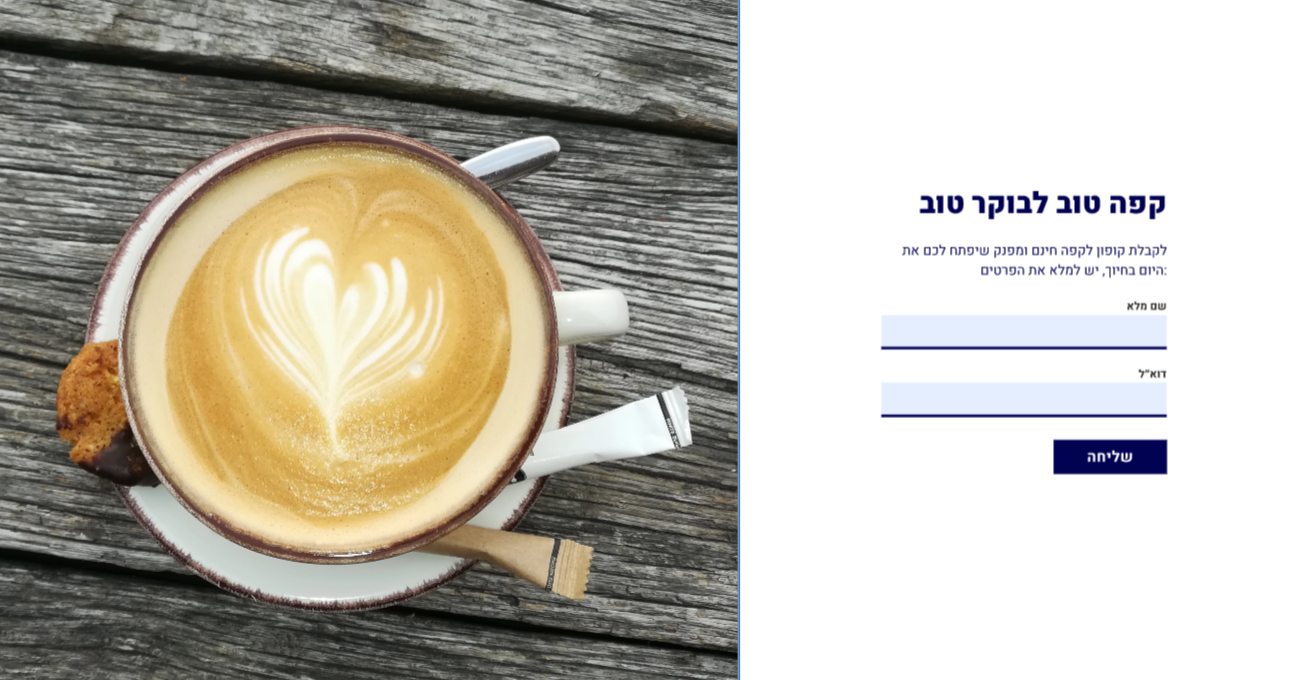 קפה טוב לבוקר טוב
לקבלת קופון לקפה חינם ומפנק שיפתח לכם את
היום בחיוך, יש למלא את הפרטים:
שם מלא
דוא"ל
שליחה